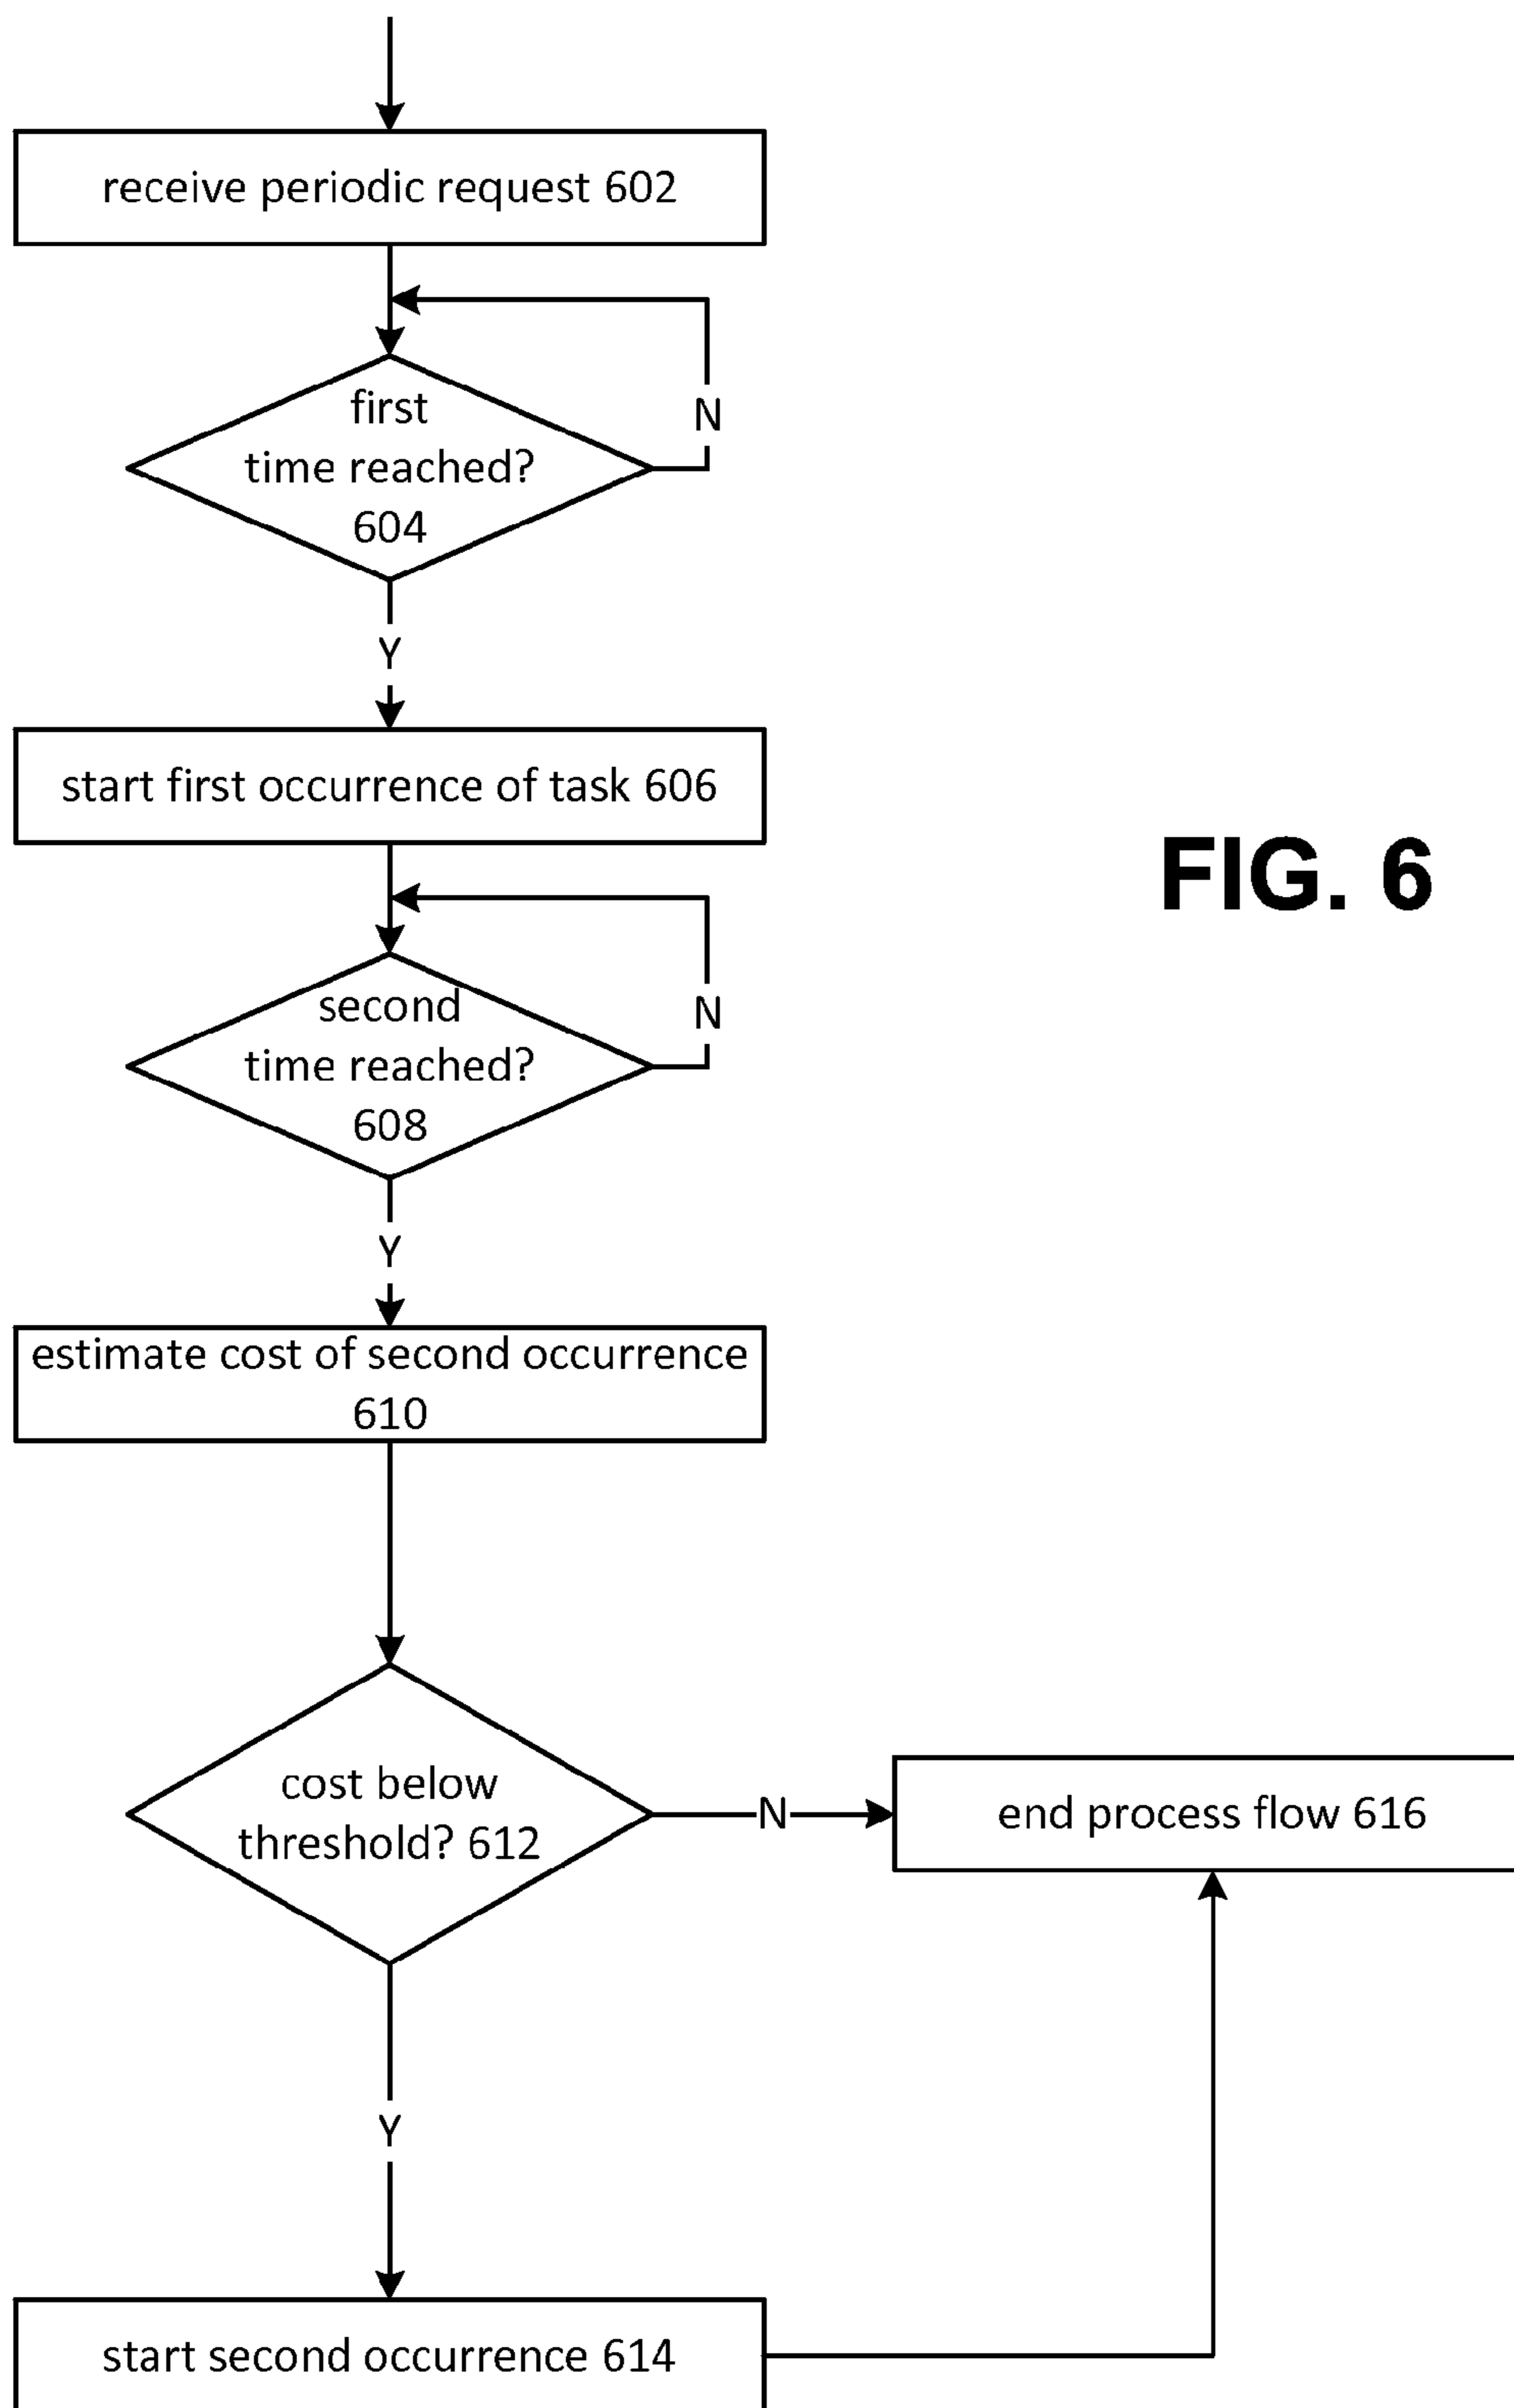 receive periodic request 602
first
time reached?
604
N
Y
start first occurrence of task 606
FIG. 6
second
time reached?
608
N
Y
estimate cost of second occurrence
610
cost below
threshold? 612
N
end process flow 616
Y
start second occurrence 614